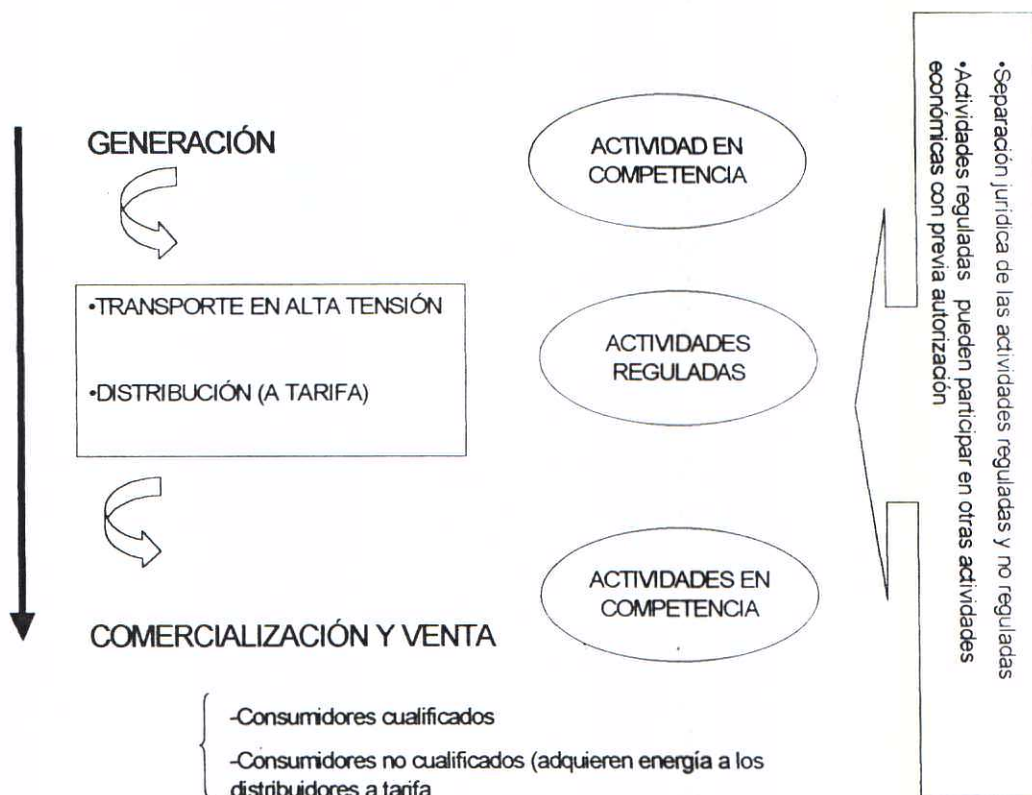 GENERACIÓN
ACTIVIDAD EN
COMPETENCIA
•TRANSPORTE EN ALTA TENSIÓN
•DISTRIBUCIÓN (A TARIFA)
ACTIVIDADES
REGULADAS
ACTIVIDADES EN
COMPETENCIA
COMERCIALIZACIÓN Y VENTA
-Consumidores cualificados
-Consumidores no cualificados (adquieren energía a los
distribuidores a tarifa
•Separación jurídica de las actividades reguladas y no reguladas
•Actividades reguladas pueden participar en otras actividades
económicas con previa autorización